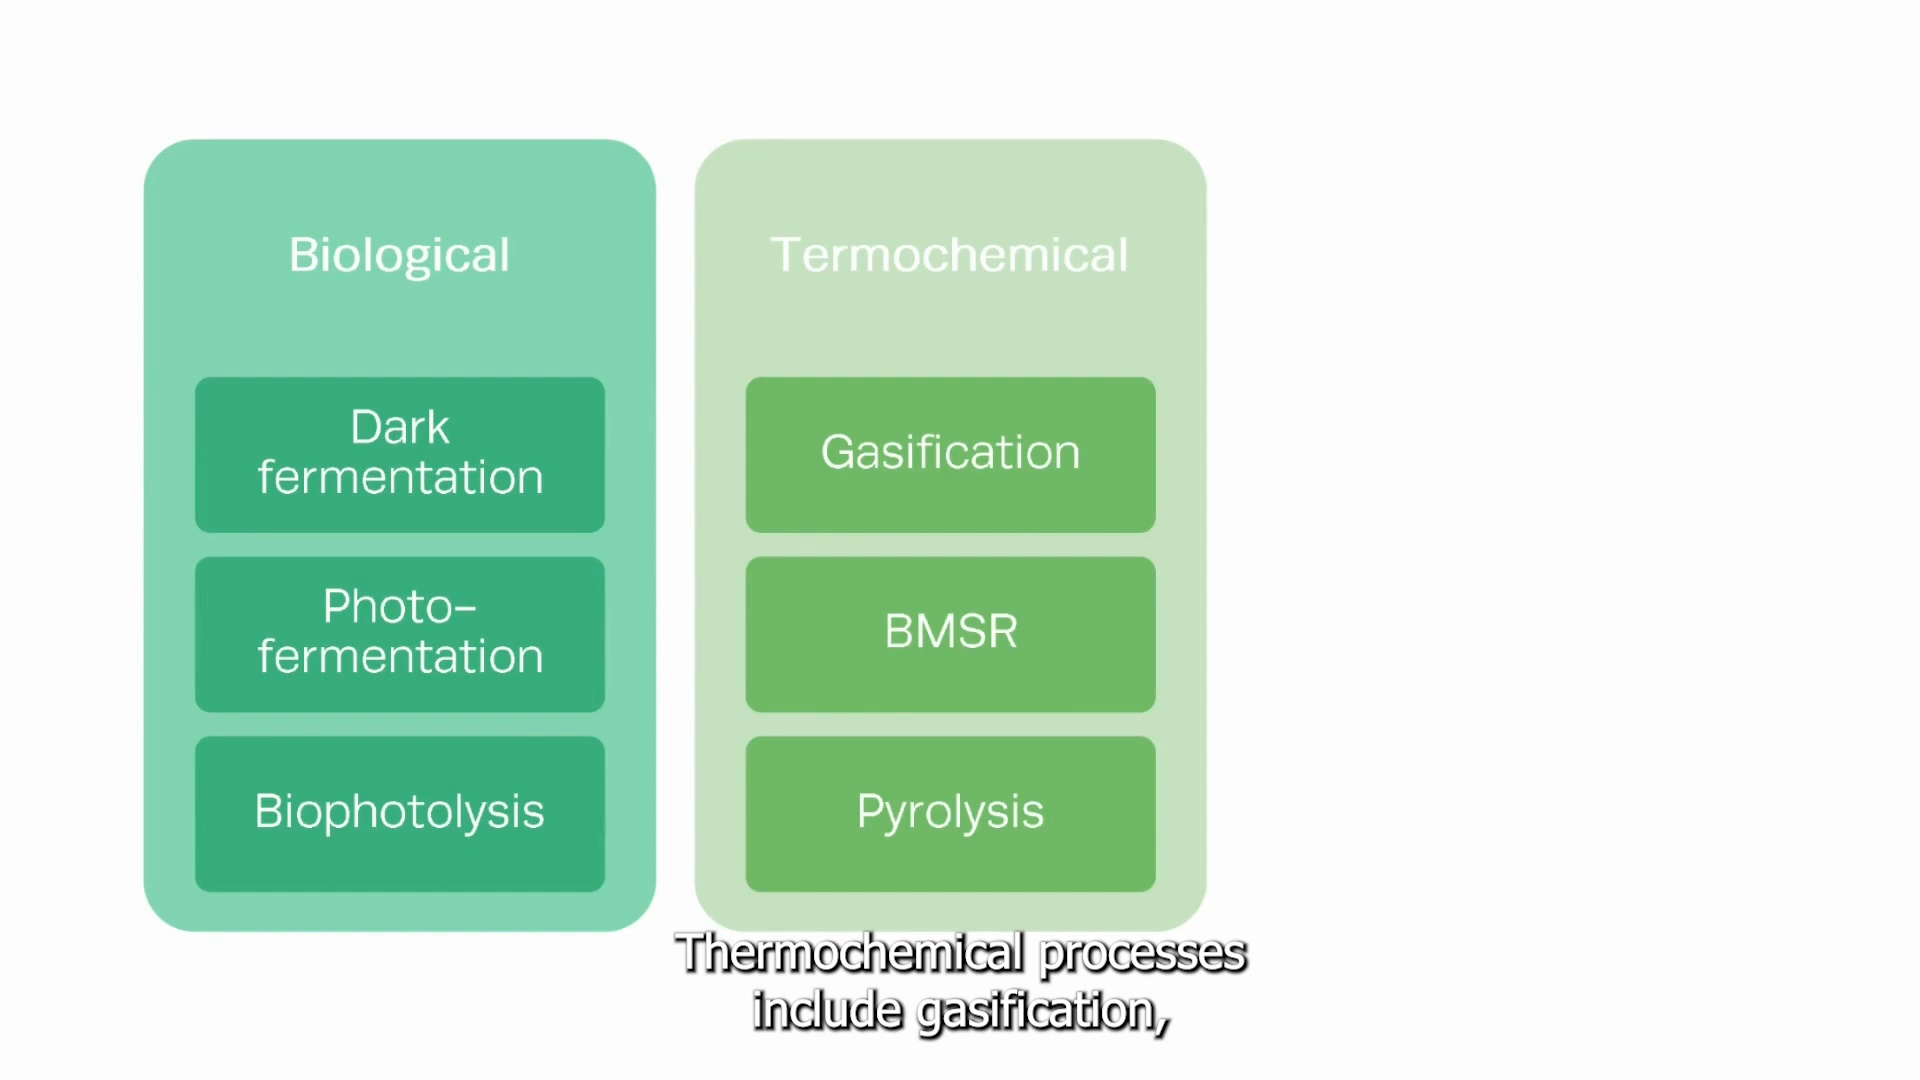 Biological
Dark
fermentation
Photo-
fermentation
Biophotolysis
Termochemical
Gasification
BMSR
Pyrolysis
Thermochemical processes
include gasification,